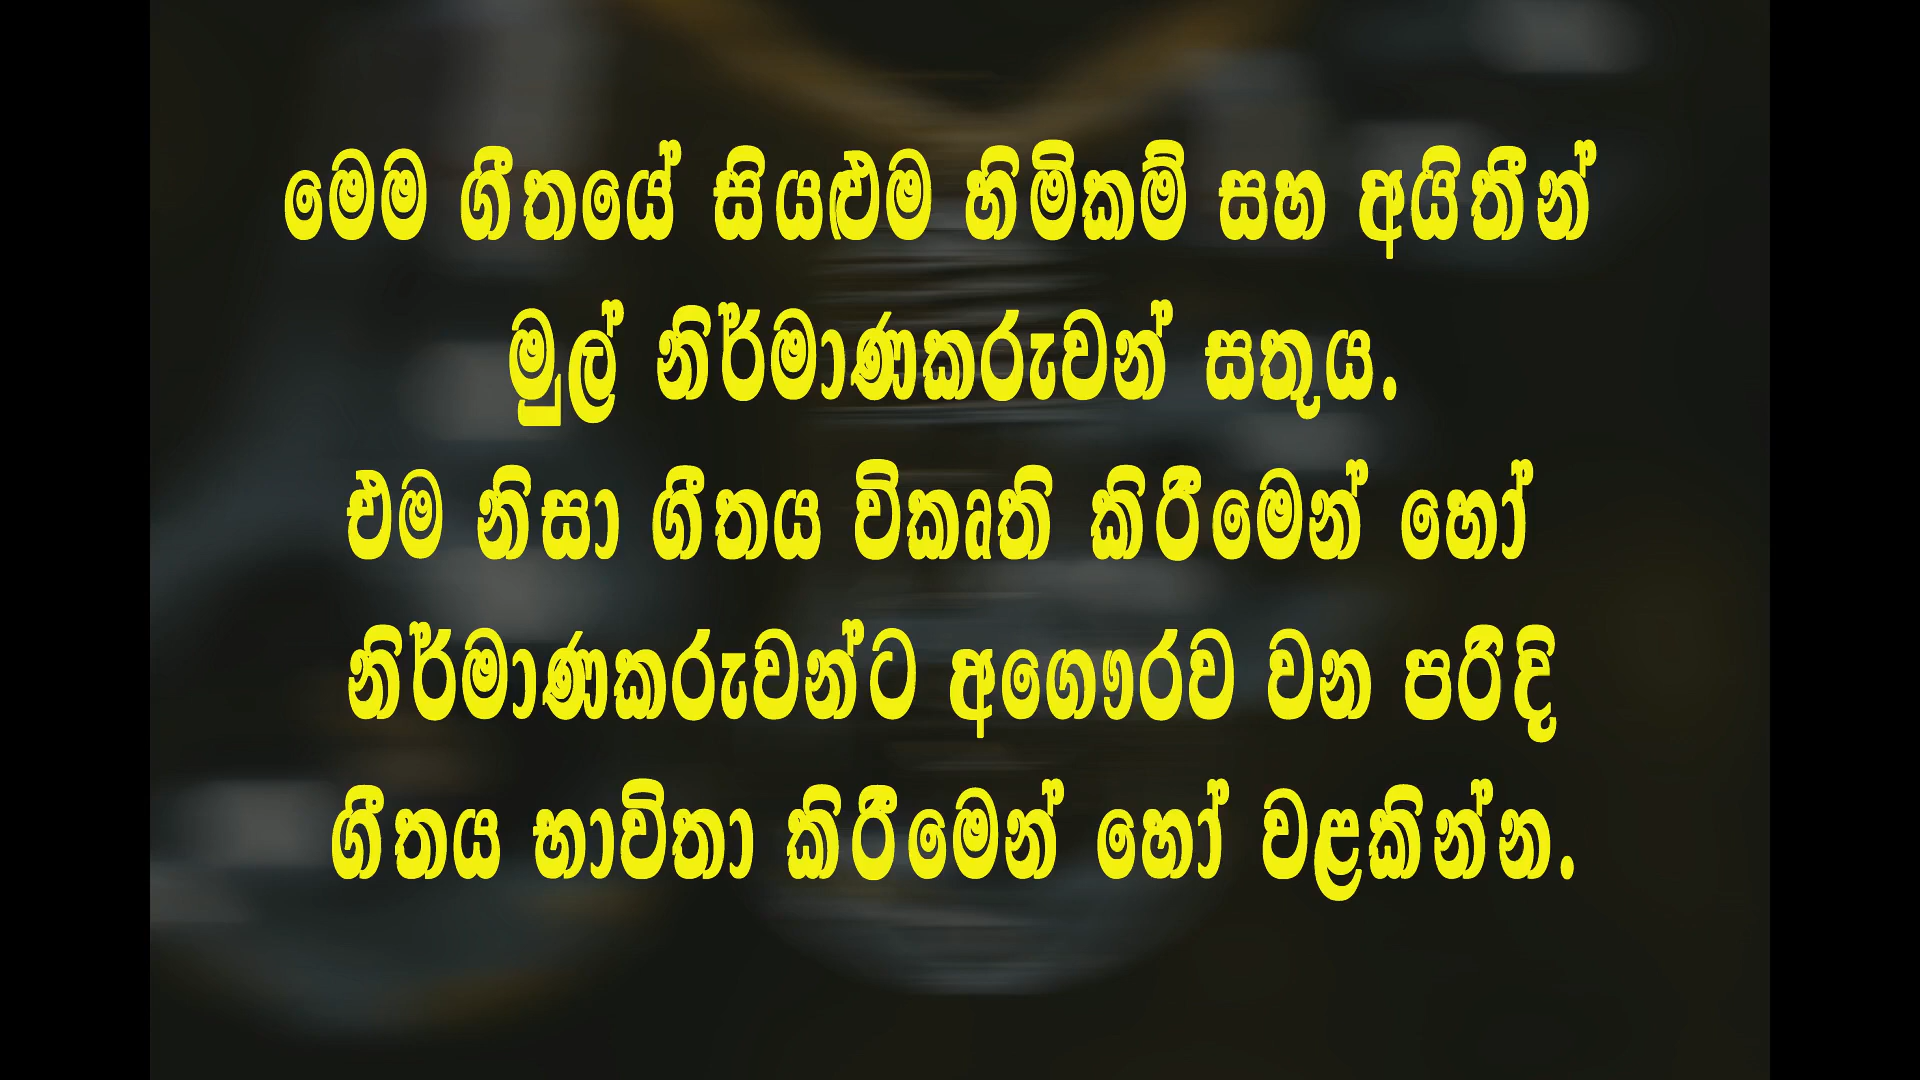 මෙම ගීතයේ සියළුම හිමිකම් සහ අයිතීන්
මුල් නිර්මාණකරුවන් සතුය.
එම නිසා ගීතය විකෘති කිරීමෙන් හෝ
නිර්මාණකරුවන්ට අගෞරව වන පරිදි
ගීතය භාවිතා කිරීමෙන් හෝ වළකින්න.